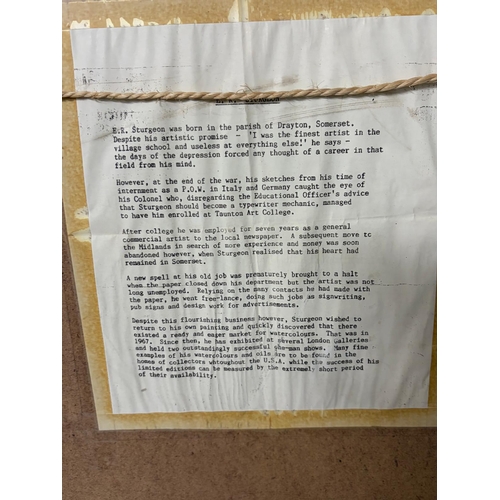 H.R. Sturgeon was born in the parish of Drayton, Somerset.
Despite his artistic promise - 'I was the finest artist in the
village school and useless at everything else!' he says -
the days of the depression forced any thought of a career in that
field from his mind.
However, at the end of the war, his sketches from his time of
internment as a P.O.W. in Italy and Germany caught the eye of
his Colonel who, disregarding the Educational Officer's advice
that Sturgeon should become a typewriter mechanic, managed
to have him enrolled at Taunton Art College.
After college he was employed for seven years as a general
commercial artist to the local newspaper. A subsequent move to
the Midlands in search of more experience and money was soon
abandoned however, when Sturgeon realised that his heart had
remained in Somerset.
A new spell at his old job was prematurely brought to a halt
when the paper closed down his department but the artist was not
long unemployed. Relying on the many contacts he had made with
the paper, he went free-lance, doing such jobs as signwriting,
pub signs and design work for advertisements.
Despite this flourishing business however, Sturgeon wished to
return to his own painting and quickly discovered that there
existed a ready and eager market for watercolours. That was in
1967. Since then, he has exhibited at several London Galleries
and held two outstandingly successful one-man shows. Many fine
examples of his watercolours and oils are to be found in the
homes of collectors whtoughout the U.S.A. while the success of his
limited editions can be measured by the extremely short period
of their availability.